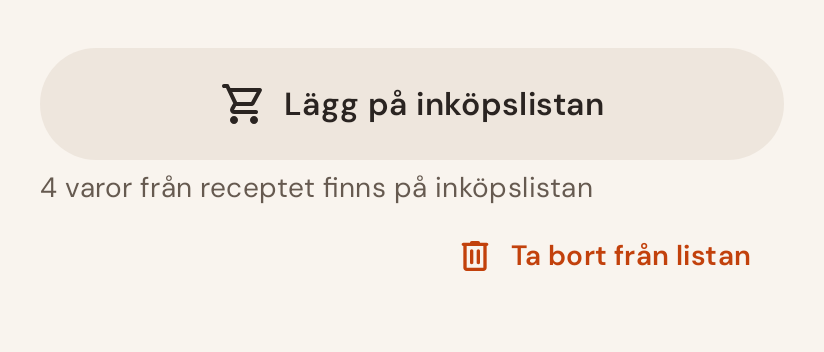 Lägg på inköpslistan
4 varor från receptet finns på inköpslistan
Ta bort från listan